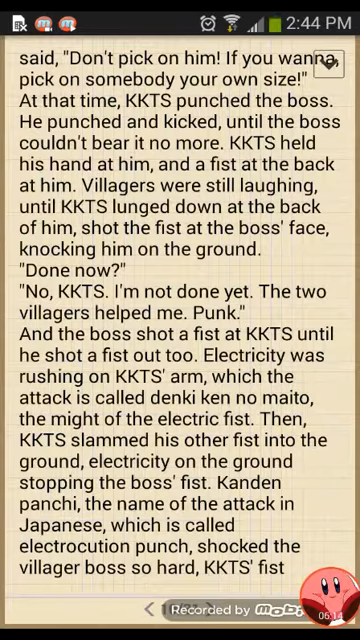 2:44 PM
said, "Don't pick on him! If you wanna
pick on somebody your own size!"
At that time, KKTS punched the boss.
He punched and kicked, until the boss
couldn't bear it no more. KKTS held
his hand at him, and a fist at the back
at him. Villagers were still laughing,
until KKTS lunged down at the back
of him, shot the fist at the boss' face,
knocking him on the ground.
"Done now?"
"No, KKTS. I'm not done yet. The two
villagers helped me. Punk."
And the boss shot a fist at KKTS until
he shot a fist out too. Electricity was
rushing on KKTS' arm, which the
attack is called denki ken no maito,
the might of the electric fist. Then,
KKTS slammed his other fist into the
ground, electricity on the ground
stopping the boss' fist. Kanden
panchi, the name of the attack in
Japanese, which is called
electrocution punch, shocked the
villager boss so hard, KKTS' fist
Recorded by
06:14